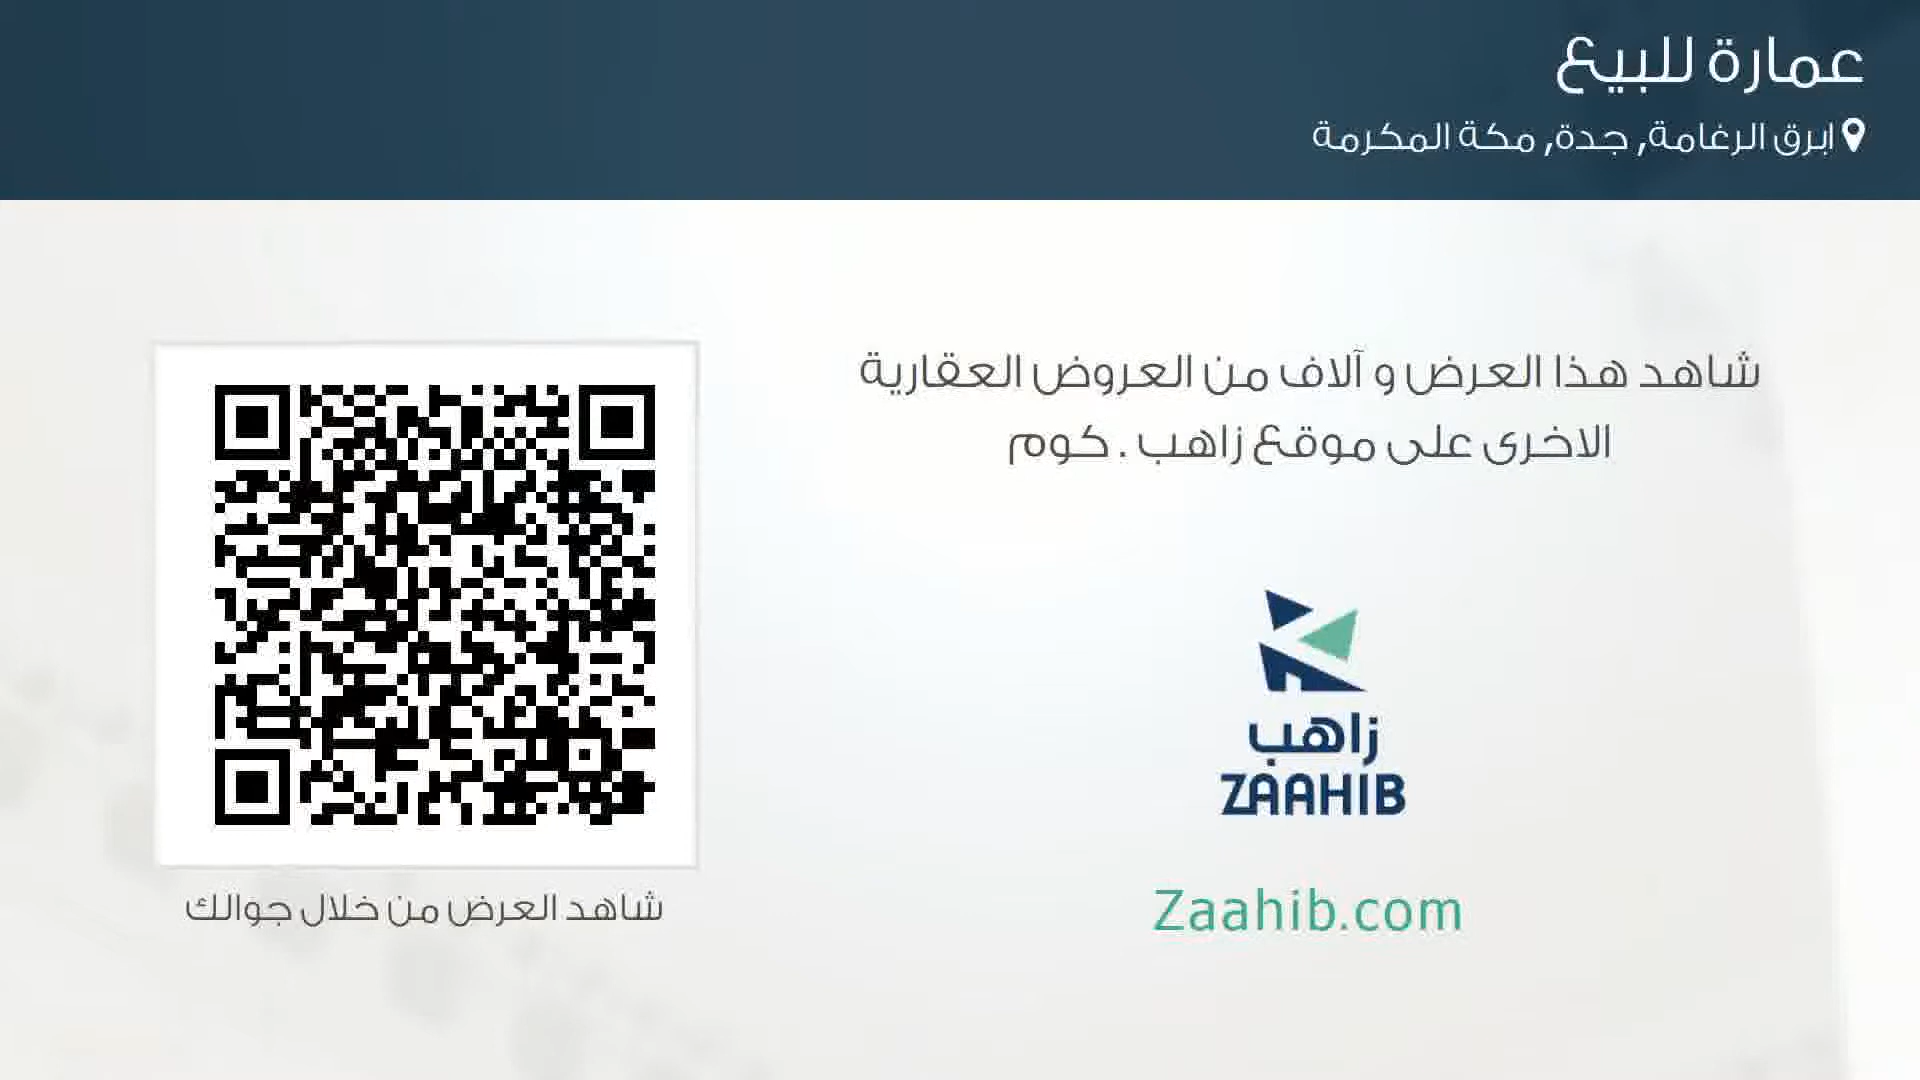 عمارة للبيع
ابرق الرغامة, جدة, مكة المكرمة
شاهد هذا العرض و آلاف من العروض العقارية
الاخرى على موقع زاهب . كوم
زاهب
ZAAHIB
Zaahib.com
شاهد العرض من خلال جوالك